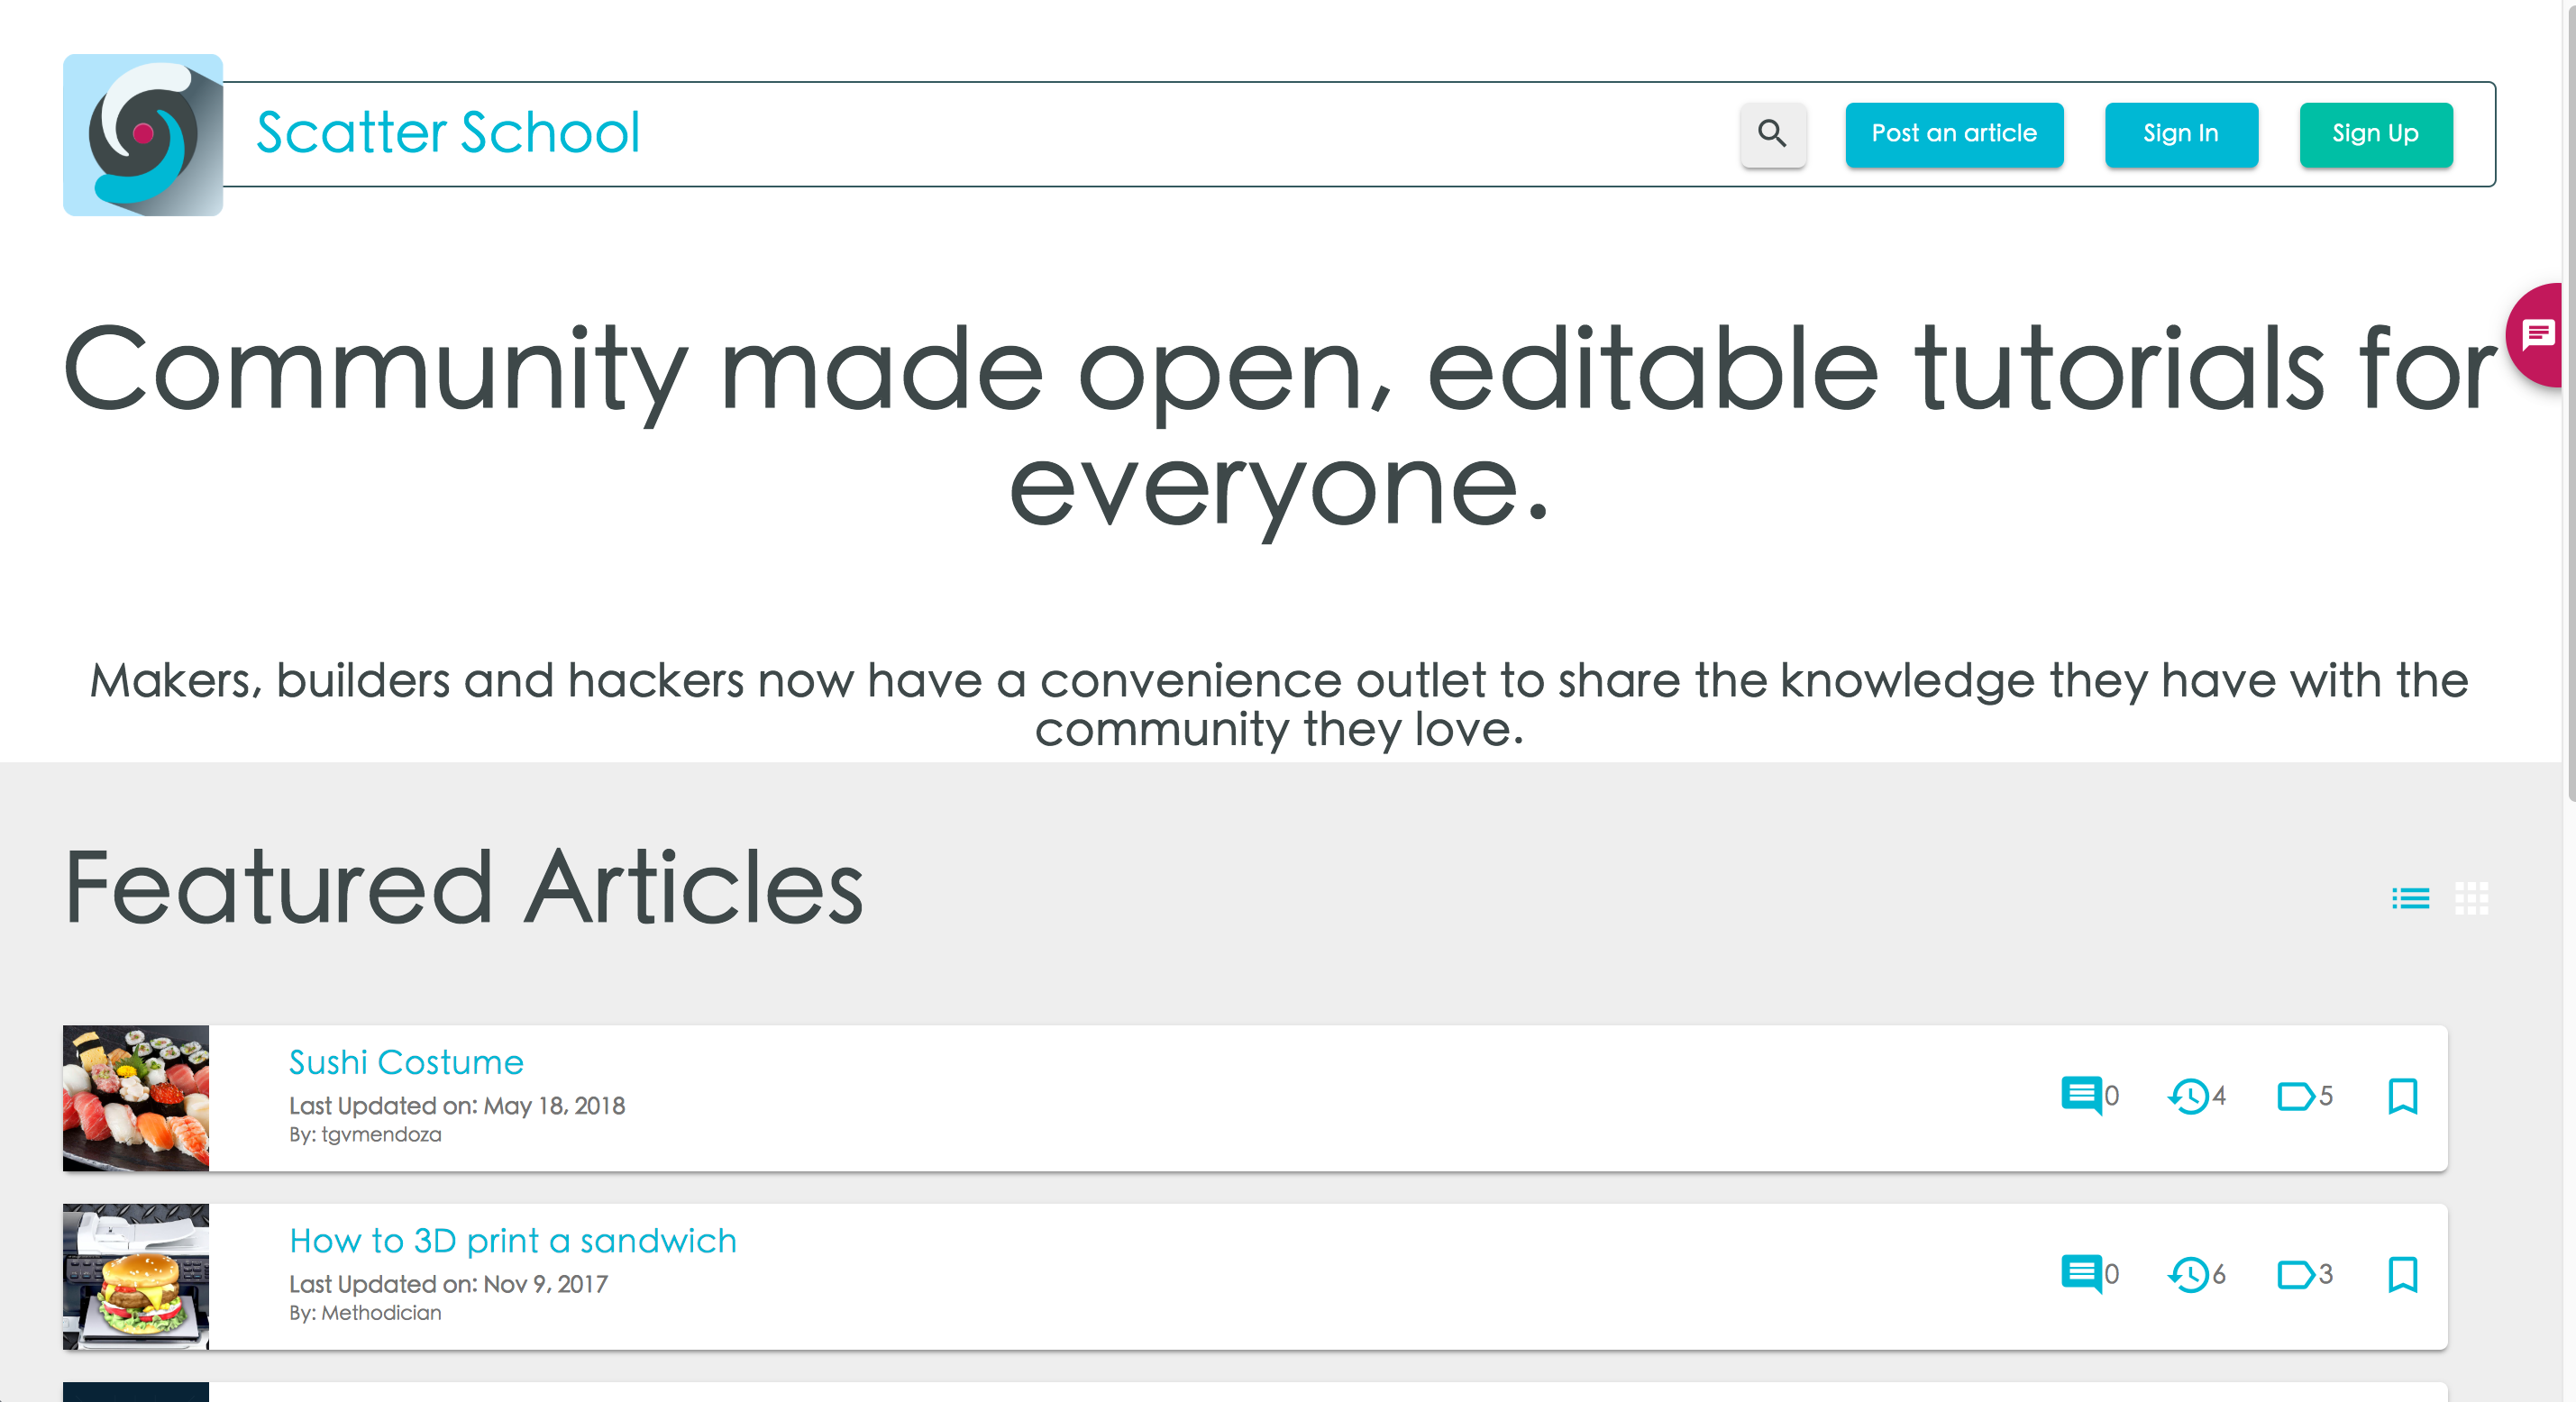 Scatter School
Post an article
Sign In
Sign Up
Community made open, editable tutorials for
everyone.
Makers, builders and hackers now have a convenience outlet to share the knowledge they have with the
community they love.
Featured Articles
Sushi Costume
Last Updated on: May 18, 2018
By: tgvmendoza
0
4
5
How to 3D print a sandwich
Last Updated on: Nov 9, 2017
By: Methodician
0
6
3